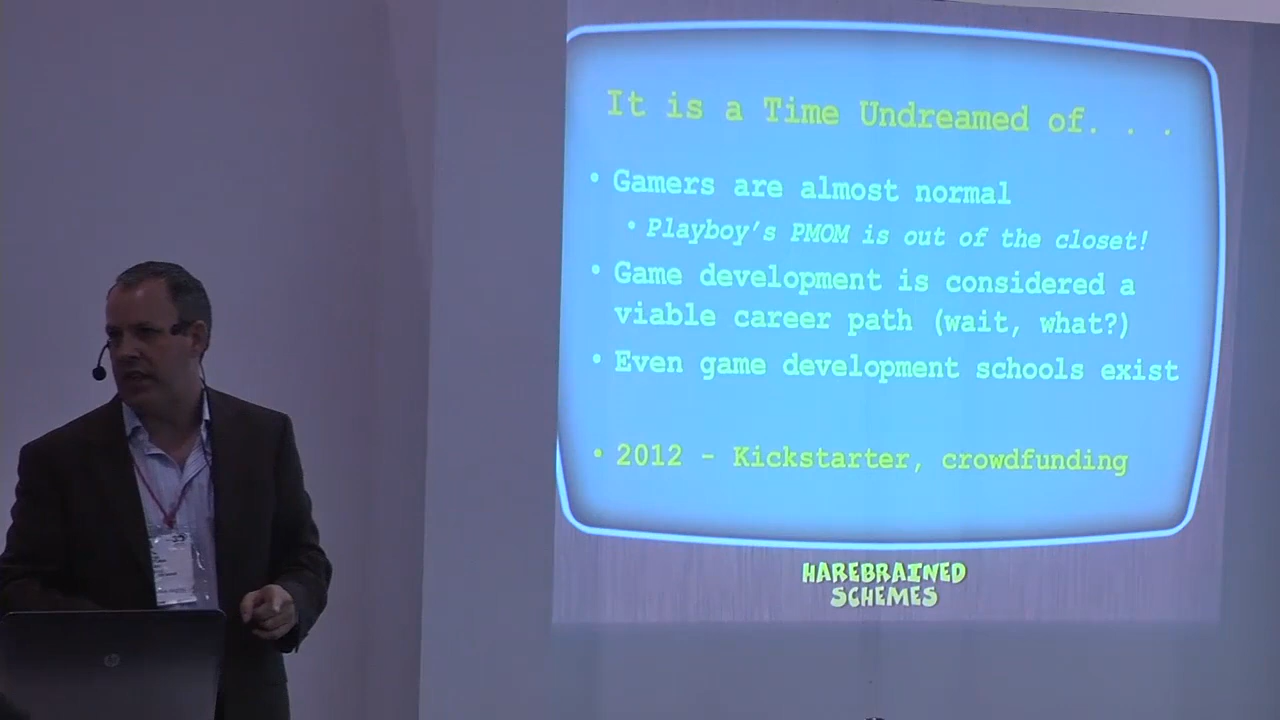 It is a Time Undreamed of. . .
• Gamers are almost normal
• Playboy's PMOM is out of the closet!
• Game development is considered a
viable career path (wait, what?)
• Even game development schools exist
• 2012 - Kickstarter, crowdfunding
HAREBRAINED
SCHEMES
hp